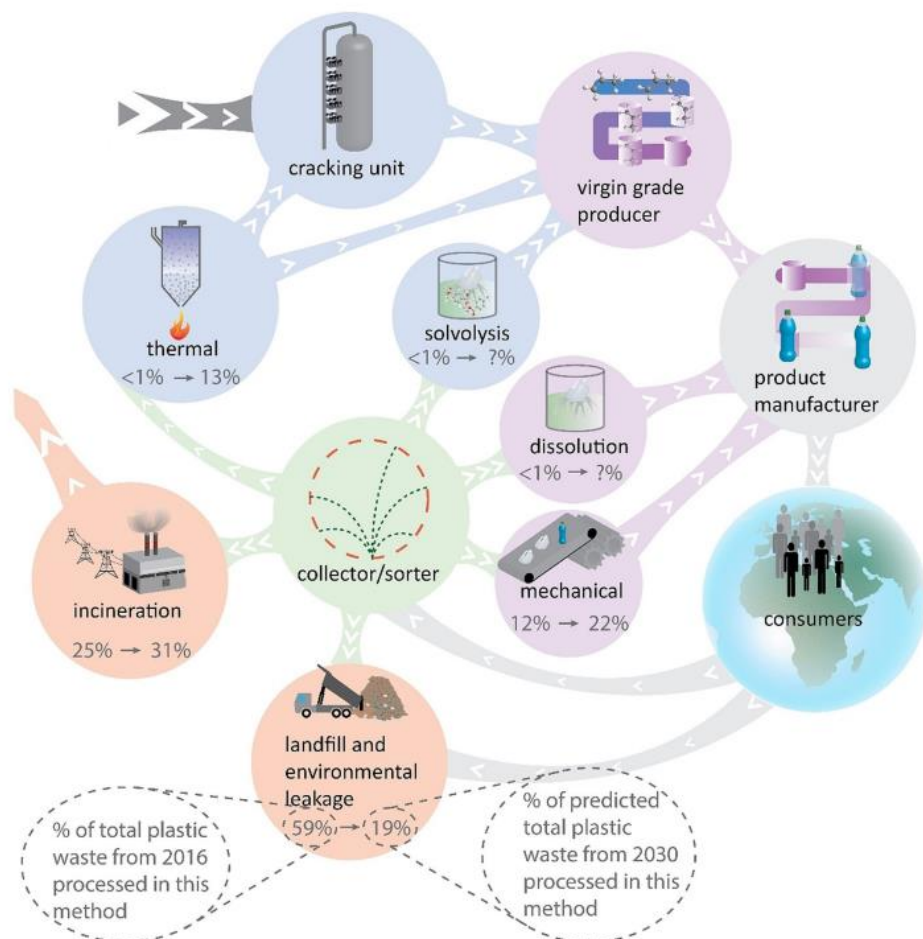 cracking unit
virgin grade
producer
thermal
<1% → 13%
solvolysis
<1% → ?%
product
manufacturer
dissolution
<1% → ?%
collector/sorter
incineration
25% → 31%
mechanical
12% → 22%
consumers
landfill and
environmental
leakage
59% → 19%
% of total plastic
waste from 2016
processed in this
method
% of predicted
total plastic
waste from 2030
processed in this
method